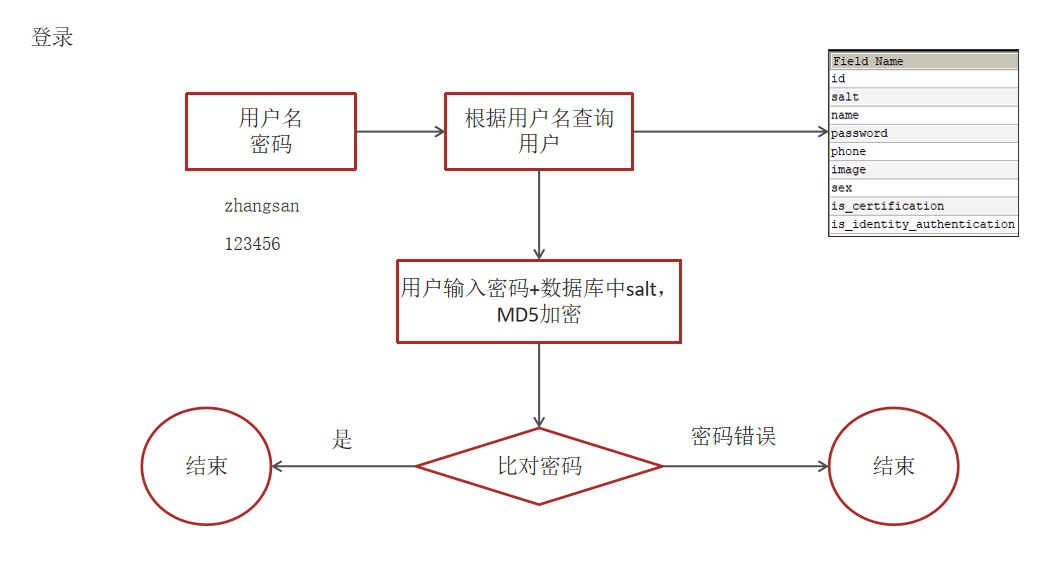 登录
用户名
密码
根据用户名查询
用户
Field Name
id
salt
name
password
phone
image
sex
is_certification
is_identity_authentication
zhangsan
123456
用户输入密码+数据库中salt，
MD5加密
是
密码错误
结束
比对密码
结束